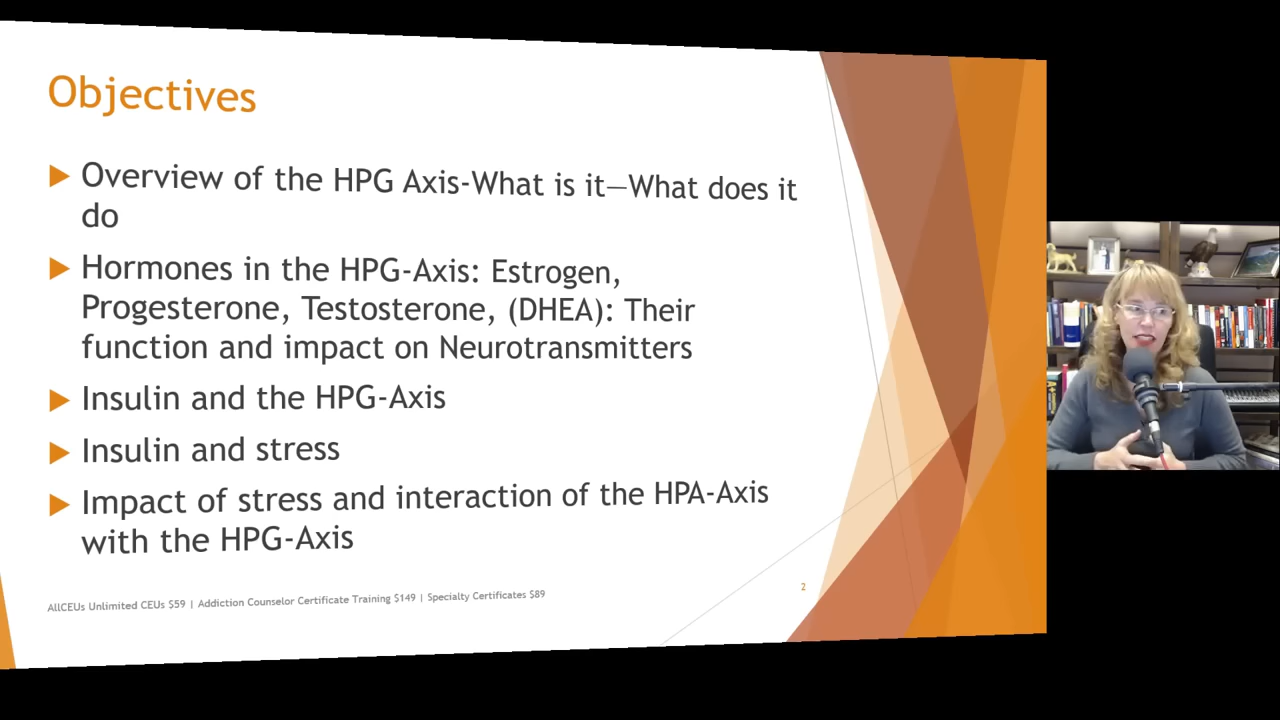 Objectives
Overview of the HPG Axis-What is it—What does it
do
Hormones in the HPG-Axis: Estrogen,
Progesterone, Testosterone, (DHEA): Their
function and impact on Neurotransmitters
Insulin and the HPG-Axis
Insulin and stress
Impact of stress and interaction of the HPA-Axis
with the HPG-Axis
AllCEUs Unlimited CEUs $59 | Addiction Counselor Certificate Training $149 | Specialty Certificates $89
2